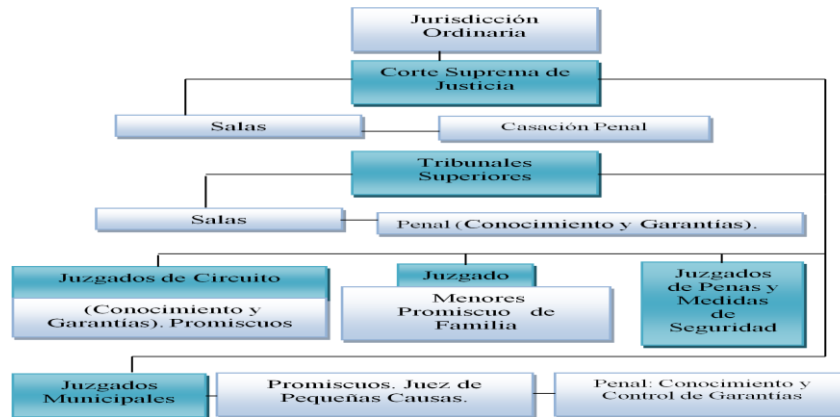 Jurisdicción
Ordinaria
Corte Suprema de
Justicia
Salas
Casación Penal
Tribunales
Superiores
Salas
Penal (Conocimiento y Garantías).
Juzgados de Circuito
(Conocimiento y
Garantías). Promiscuos
Juzgado
Menores
Promiscuo de
Familia
Juzgados
de Penas y
Medidas
de
Seguridad
Juzgados
Municipales
Promiscuos. Juez de
Pequeñas Causas.
Penal: Conocimiento y
Control de Garantías